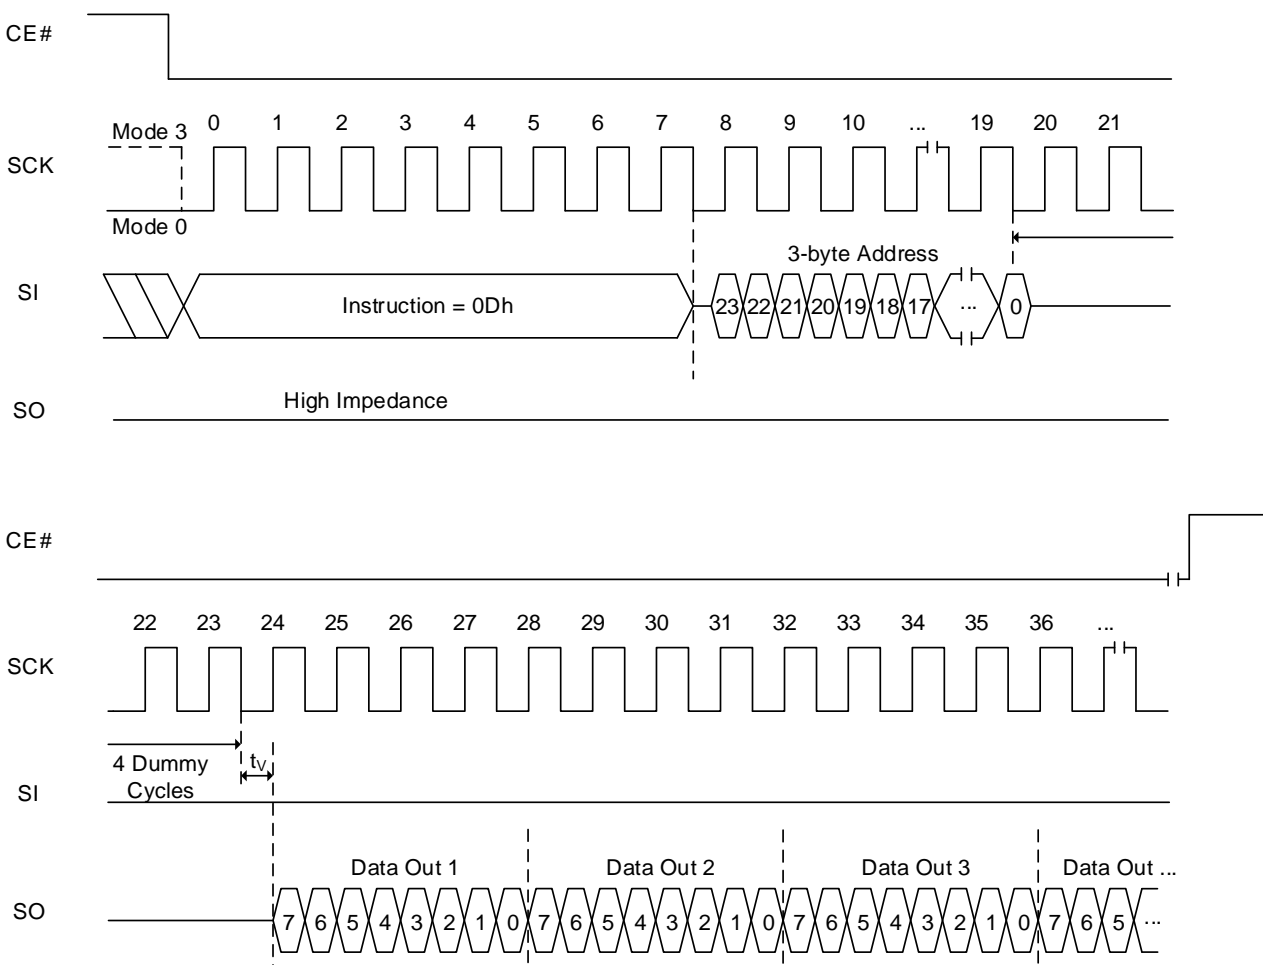 CE#
Mode 3 0 1 2 3 4 5 6 7 8 9 10 ... 19 20 21
SCK
Mode 0
3-byte Address
SI Instruction = 0Dh 23 22 21 20 19 18 17 ... 0
High Impedance
SO
CE#
22 23 24 25 26 27 28 29 30 31 32 33 34 35 36 ...
SCK
4 Dummy tV
Cycles
SI
Data Out 1 Data Out 2 Data Out 3 Data Out ...
SO 7 6 5 4 3 2 1 0 7 6 5 4 3 2 1 0 7 6 5 4 3 2 1 0 7 6 5 ...